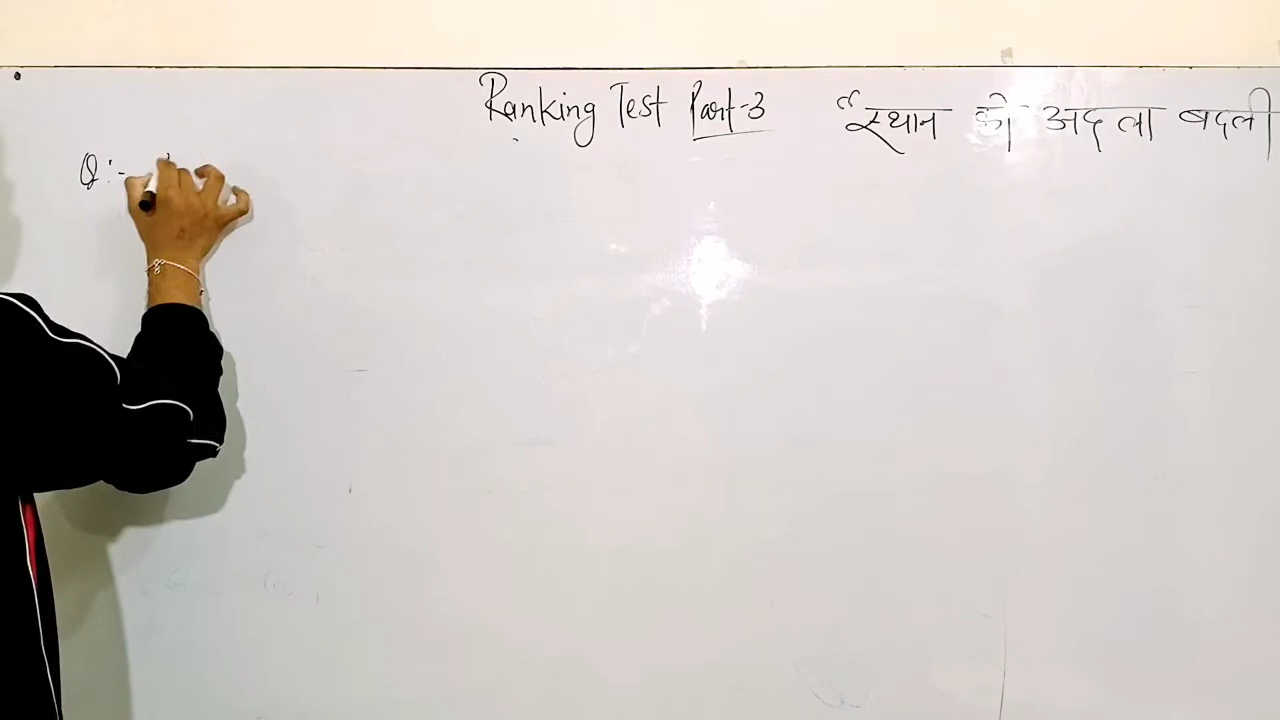 Ranking Test Part-3 “स्थान की अदला बदली
Q:-